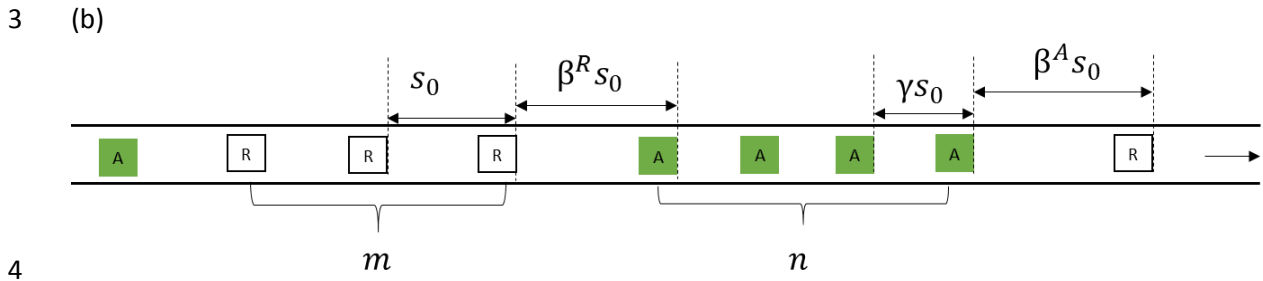 3 (b)
s₀ βᴿs₀ γs₀ βᴬs₀
A R R R A A A A R
m n
4